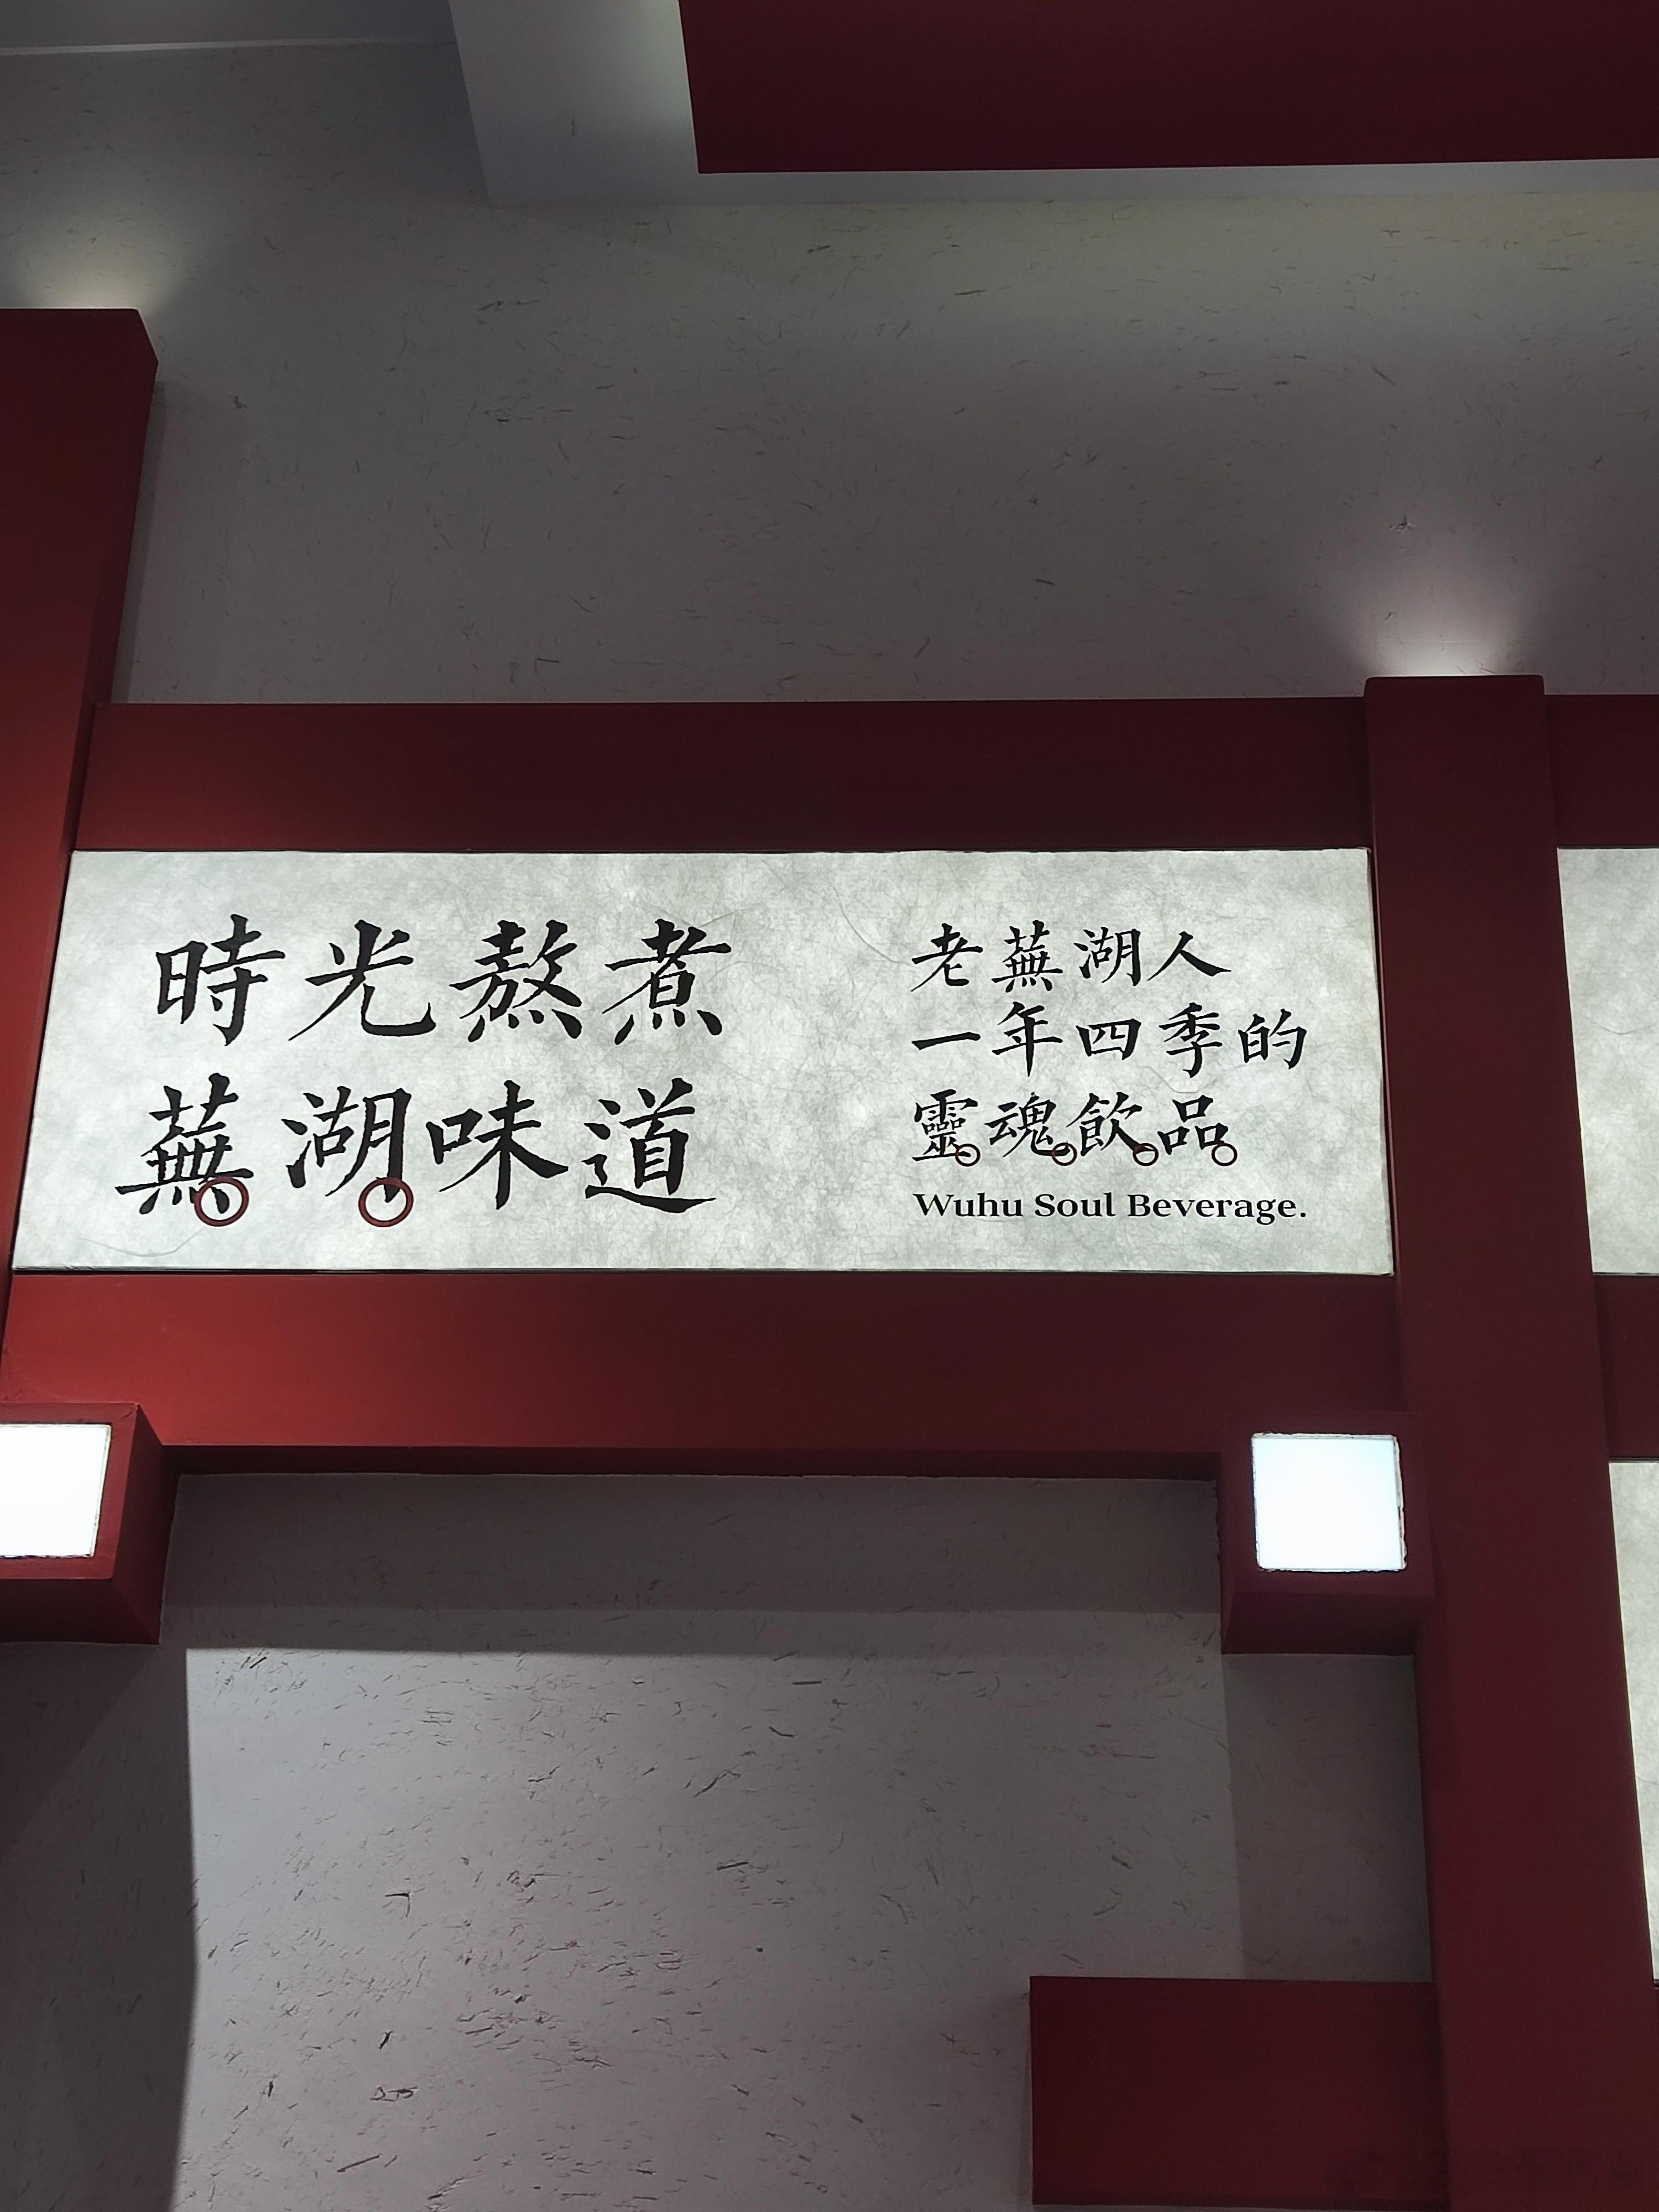 時光熬煮
蕪湖味道
老蕪湖人
一年四季的
靈魂飲品
Wuhu Soul Beverage.